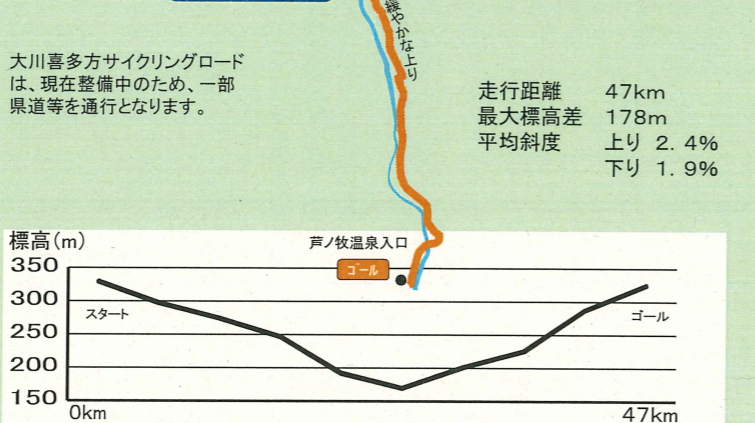 緩やかな上り
大川喜多方サイクリングロード
は、現在整備中のため、一部
県道等を通行となります。
走行距離 47km
最大標高差 178m
平均斜度 上り 2.4%
下り 1.9%
標高(m)
芦ノ牧温泉入口
ゴール
350
300
250
200
150
スタート
ゴール
0km
47km